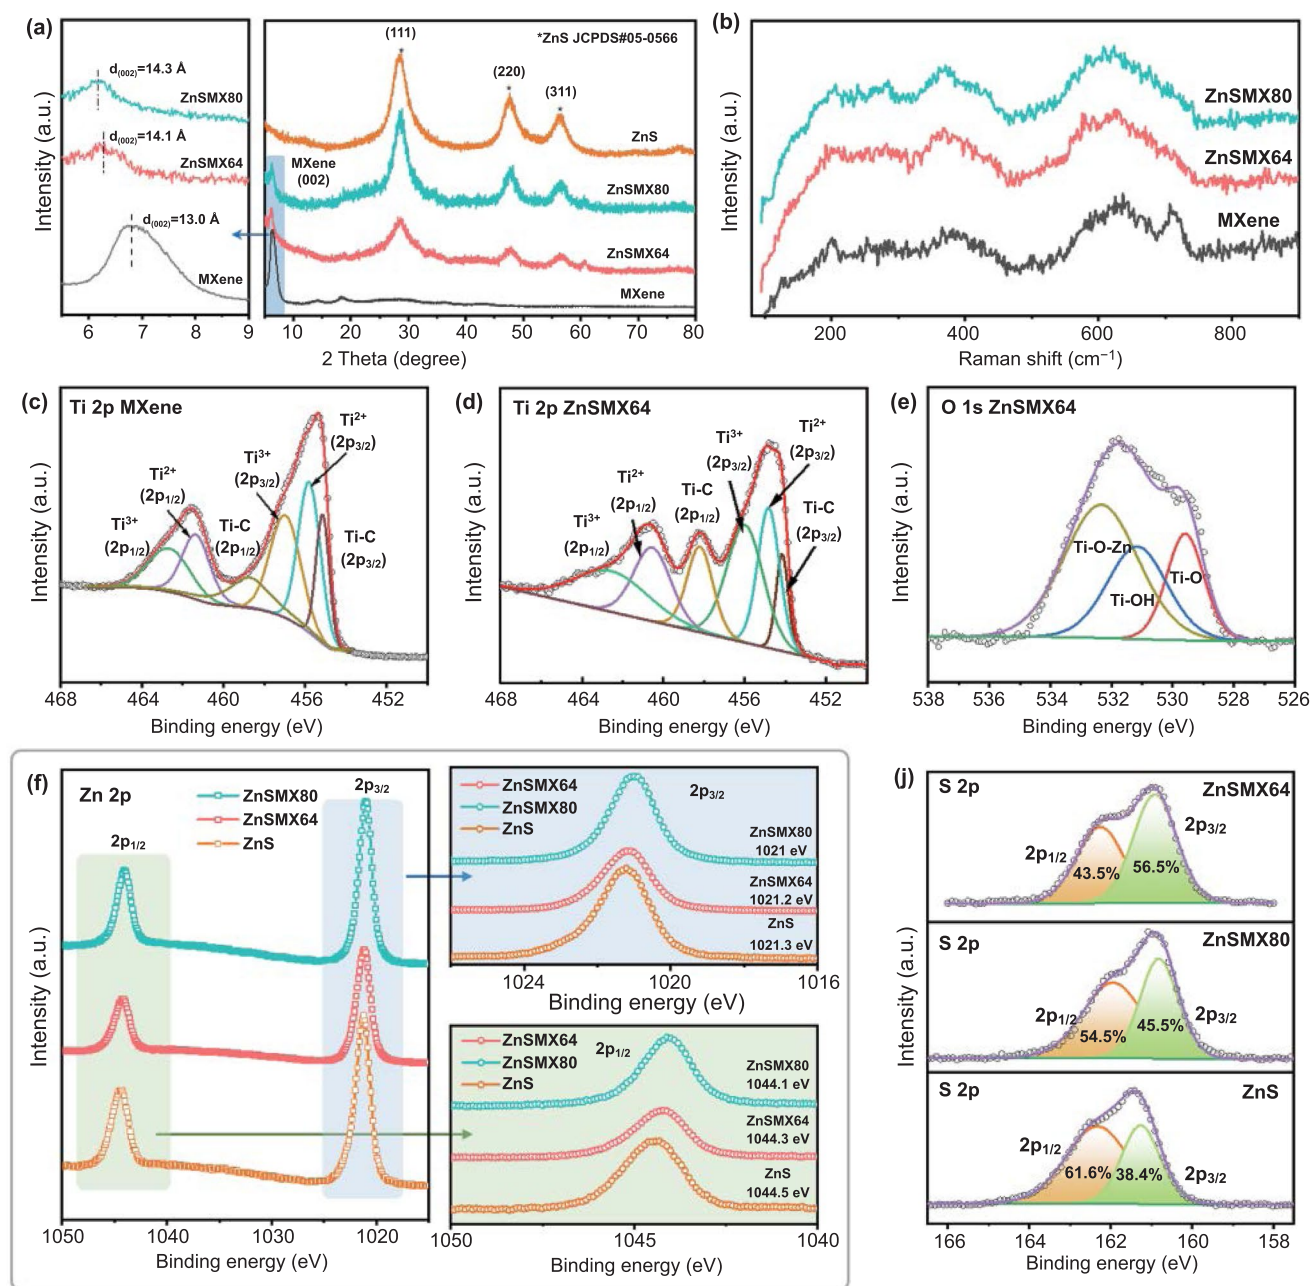 (a)
Intensity (a.u.)
d(002)=14.3 Å
ZnSMX80
d(002)=14.1 Å
ZnSMX64
d(002)=13.0 Å
MXene
6 7 8 9
(111)
*ZnS JCPDS#05-0566
*
(220)
*
(311)
*
ZnS
MXene
(002)
ZnSMX80
ZnSMX64
MXene
10 20 30 40 50 60 70 80
2 Theta (degree)
(b)
Intensity (a.u.)
ZnSMX80
ZnSMX64
MXene
200 400 600 800
Raman shift (cm⁻¹)
(c)
Ti 2p MXene
Intensity (a.u.)
Ti³⁺
(2p1/2)
Ti²⁺
(2p1/2)
Ti-C
(2p1/2)
Ti³⁺
(2p3/2)
Ti²⁺
(2p3/2)
Ti-C
(2p3/2)
468 464 460 456 452
Binding energy (eV)
(d)
Ti 2p ZnSMX64
Intensity (a.u.)
Ti³⁺
(2p1/2)
Ti²⁺
(2p1/2)
Ti-C
(2p1/2)
Ti³⁺
(2p3/2)
Ti²⁺
(2p3/2)
Ti-C
(2p3/2)
468 464 460 456 452
Binding energy (eV)
(e)
O 1s ZnSMX64
Intensity (a.u.)
Ti-O-Zn
Ti-OH
Ti-O
538 536 534 532 530 528 526
Binding energy (eV)
(f)
Zn 2p
Intensity (a.u.)
ZnSMX80
ZnSMX64
ZnS
2p1/2
2p3/2
1050 1040 1030 1020
Binding energy (eV)
ZnSMX64
ZnSMX80
ZnS
2p3/2
ZnSMX80
1021 eV
ZnSMX64
1021.2 eV
ZnS
1021.3 eV
1024 1020 1016
Binding energy (eV)
Intensity (a.u.)
ZnSMX64
ZnSMX80
ZnS
2p1/2
ZnSMX80
1044.1 eV
ZnSMX64
1044.3 eV
ZnS
1044.5 eV
1050 1045 1040
Binding energy (eV)
(j)
Intensity (a.u.)
S 2p
ZnSMX64
2p1/2
43.5%
56.5%
2p3/2
S 2p
ZnSMX80
2p1/2
54.5%
45.5%
2p3/2
S 2p
ZnS
2p1/2
61.6%
38.4%
2p3/2
166 164 162 160 158
Binding energy (eV)